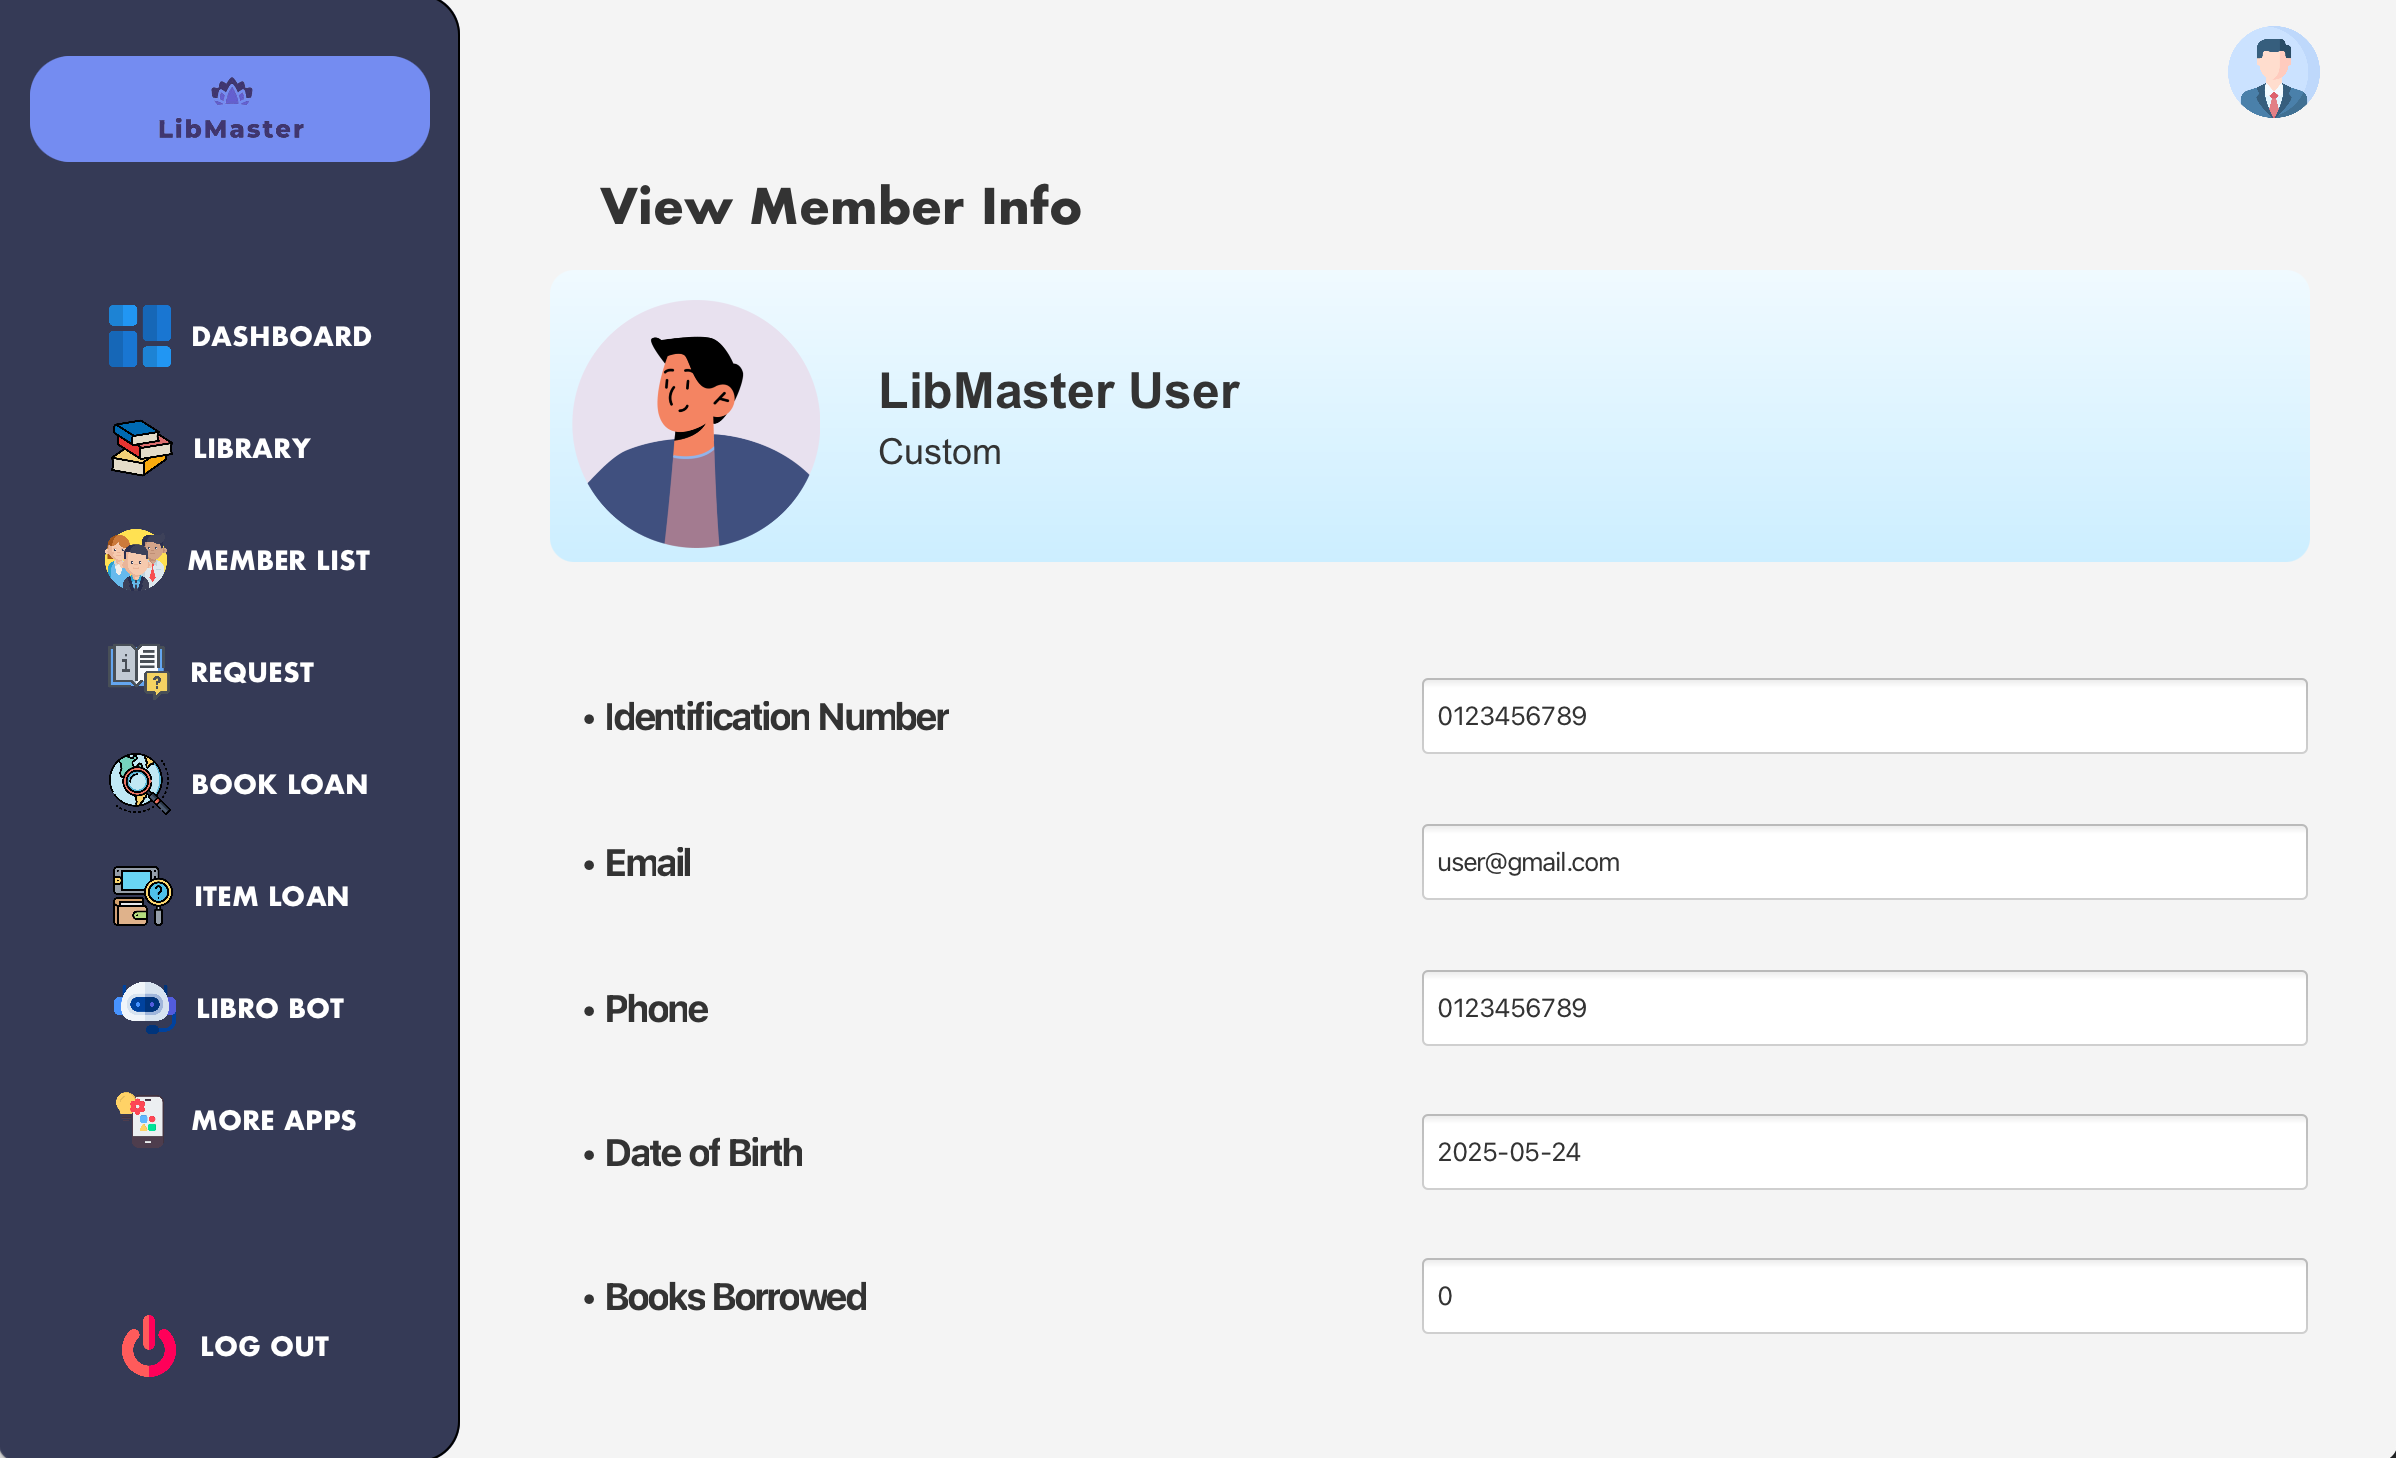 LibMaster
DASHBOARD
LIBRARY
MEMBER LIST
REQUEST
BOOK LOAN
ITEM LOAN
LIBRO BOT
MORE APPS
LOG OUT
View Member Info
LibMaster User
Custom
• Identification Number
0123456789
• Email
user@gmail.com
• Phone
0123456789
• Date of Birth
2025-05-24
• Books Borrowed
0